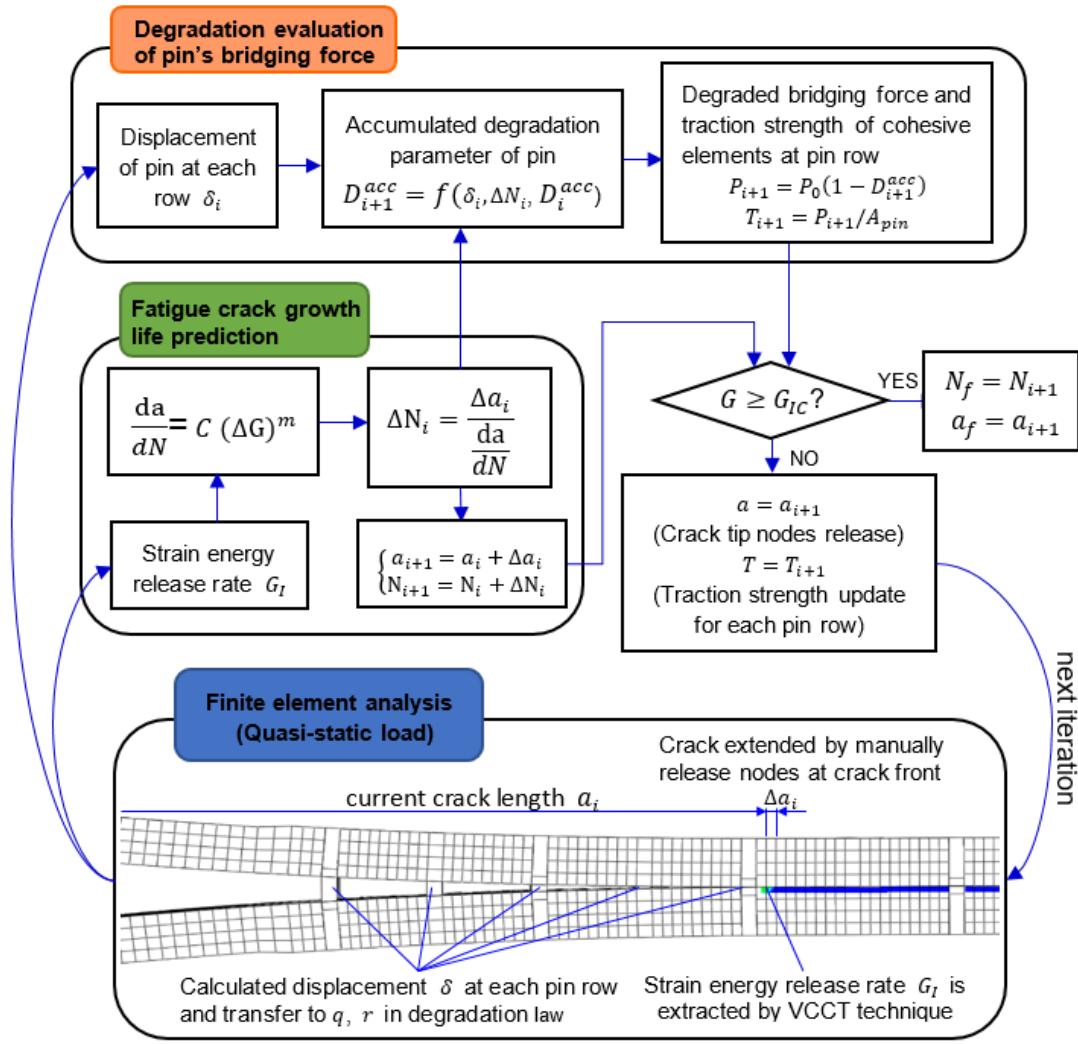 Degradation evaluation
of pin's bridging force
Displacement
of pin at each
row δ_i
Accumulated degradation
parameter of pin
D_{i+1}^{acc} = f(δ_i, ΔN_i, D_i^{acc})
Degraded bridging force and
traction strength of cohesive
elements at pin row
P_{i+1} = P_0(1 − D_{i+1}^{acc})
T_{i+1} = P_{i+1}/A_{pin}
Fatigue crack growth
life prediction
da/dN = C (ΔG)^m
ΔN_i = Δa_i / (da/dN)
Strain energy
release rate G_I
{a_{i+1} = a_i + Δa_i
N_{i+1} = N_i + ΔN_i
G ≥ G_{IC}?
YES
N_f = N_{i+1}
a_f = a_{i+1}
NO
a = a_{i+1}
(Crack tip nodes release)
T = T_{i+1}
(Traction strength update
for each pin row)
next iteration
Finite element analysis
(Quasi-static load)
Crack extended by manually
release nodes at crack front
current crack length a_i
Δa_i
Calculated displacement δ at each pin row
and transfer to q, r in degradation law
Strain energy release rate G_I is
extracted by VCCT technique